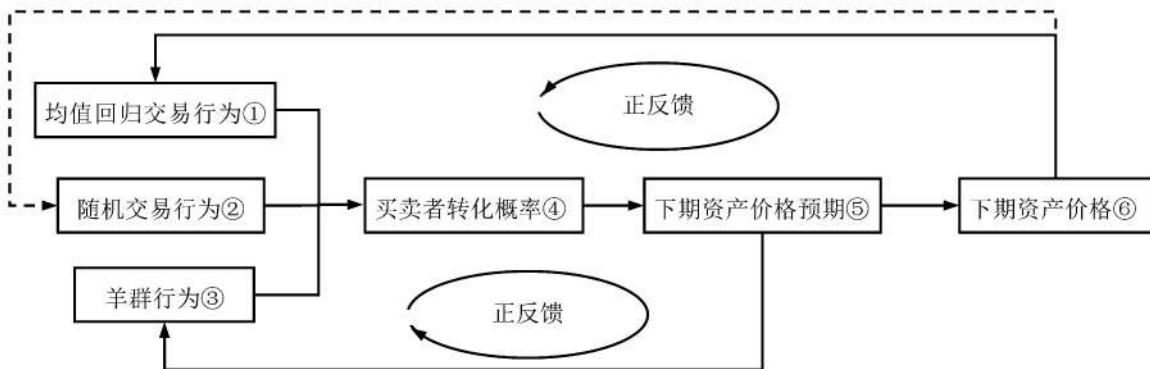 正反馈
均值回归交易行为①
随机交易行为②
买卖者转化概率④
下期资产价格预期⑤
下期资产价格⑥
羊群行为③
正反馈